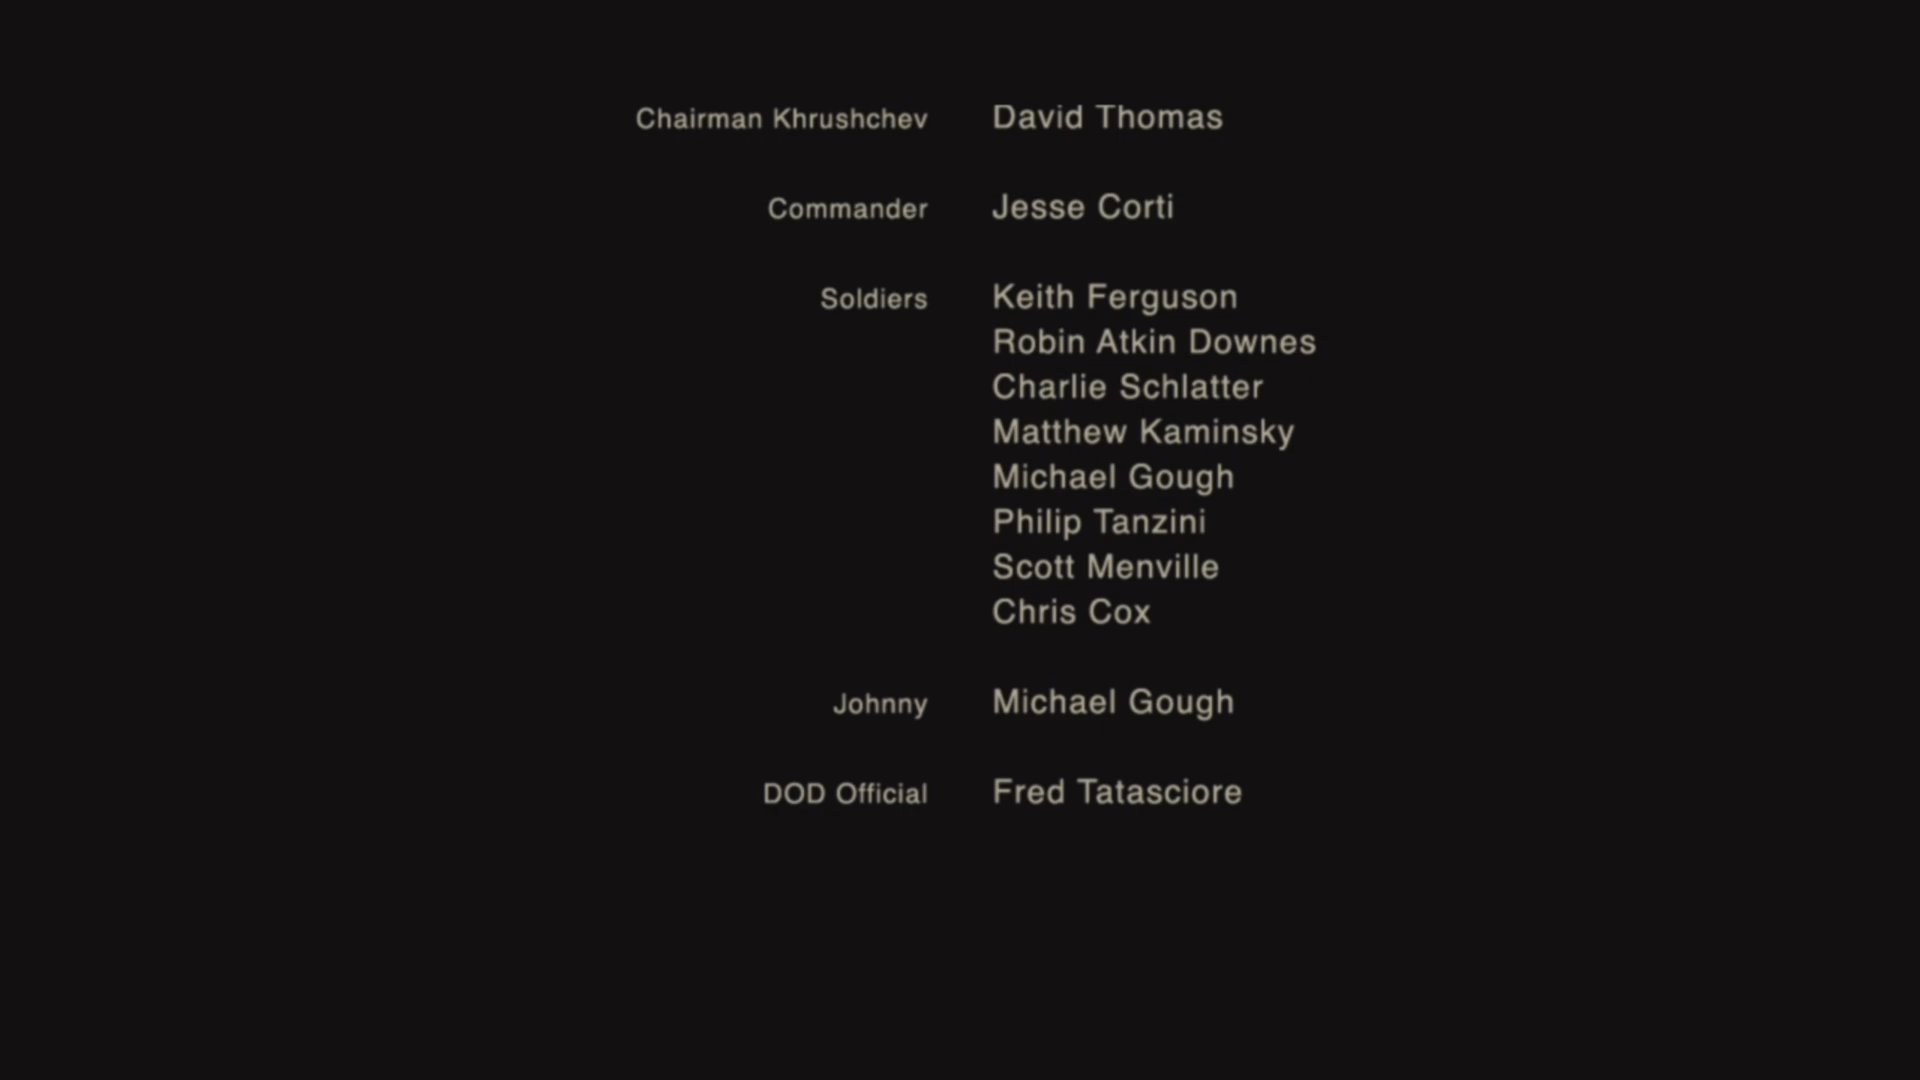 Chairman Khrushchev David Thomas
Commander Jesse Corti
Soldiers Keith Ferguson
Robin Atkin Downes
Charlie Schlatter
Matthew Kaminsky
Michael Gough
Philip Tanzini
Scott Menville
Chris Cox
Johnny Michael Gough
DOD Official Fred Tatasciore